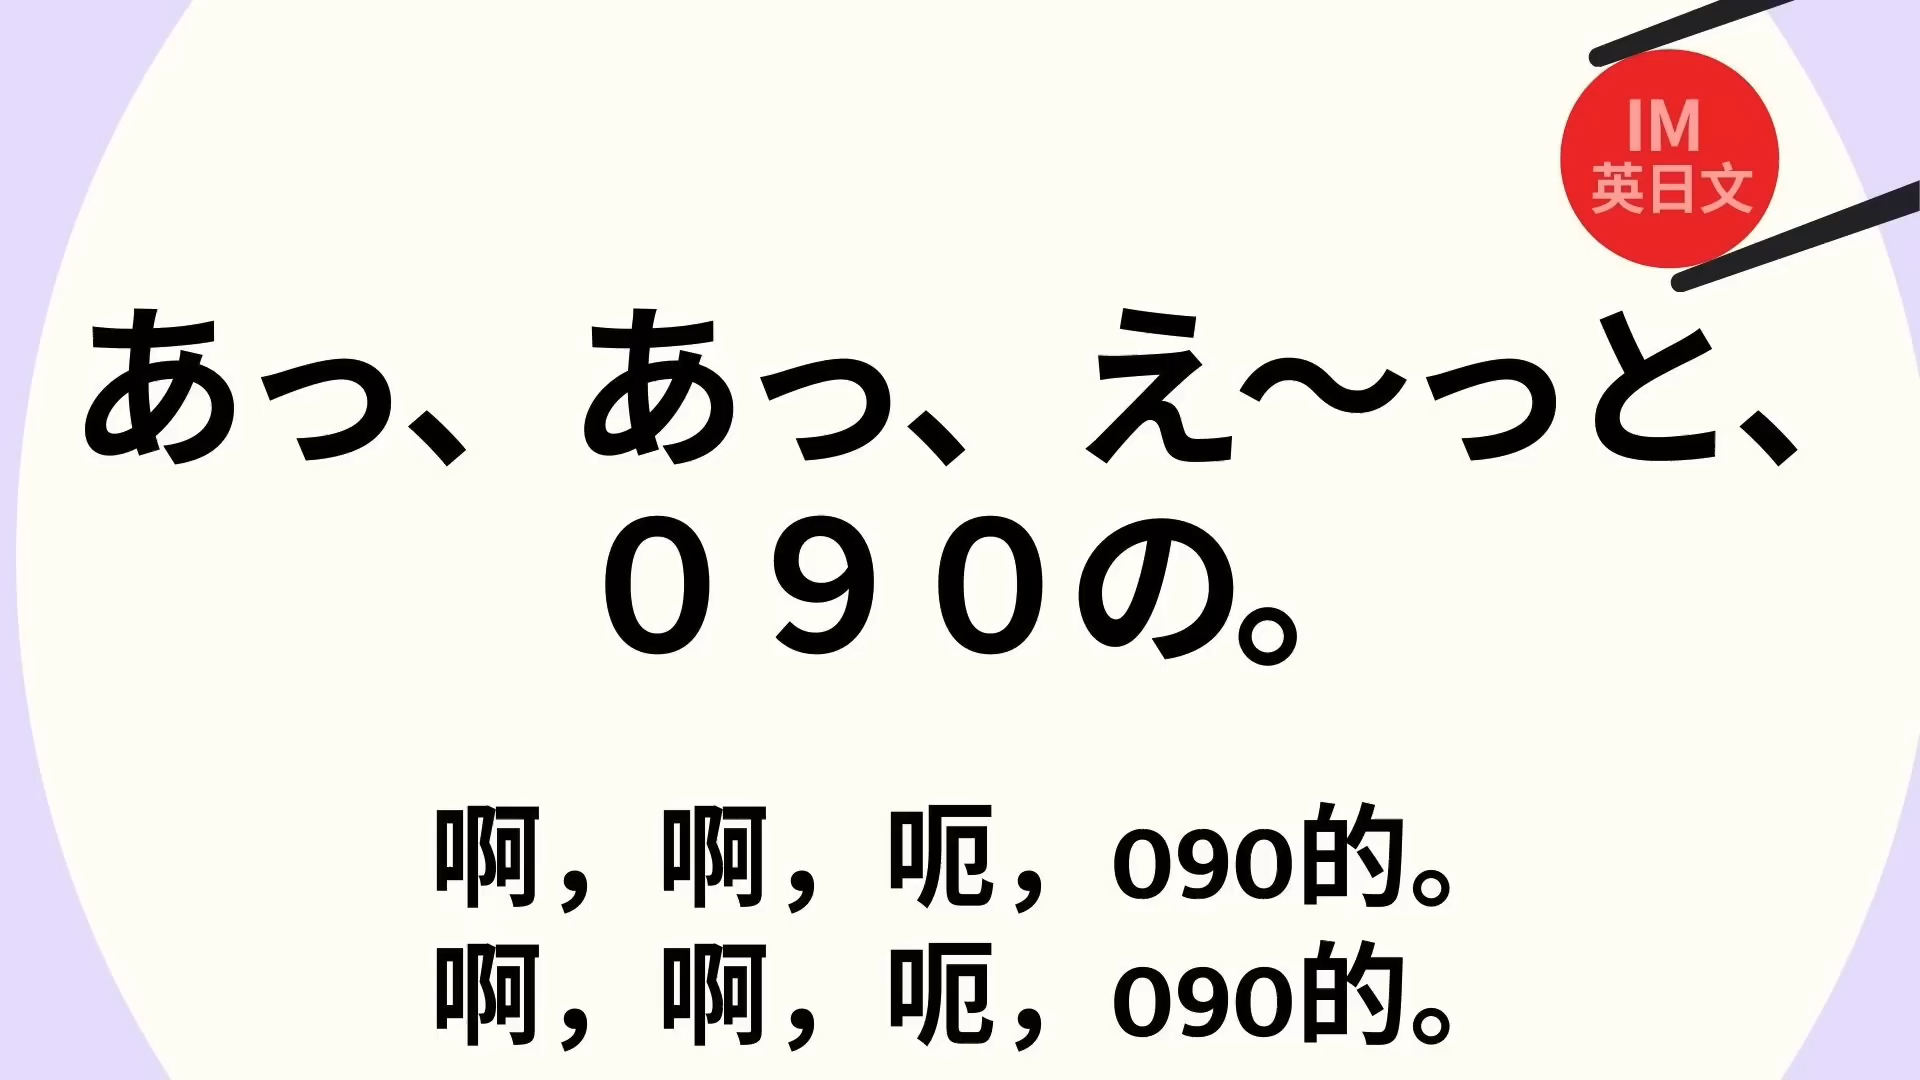 IM
英日文
あっ、あっ、え〜っと、
０９０の。
啊，啊，呃，090的。
啊，啊，呃，090的。